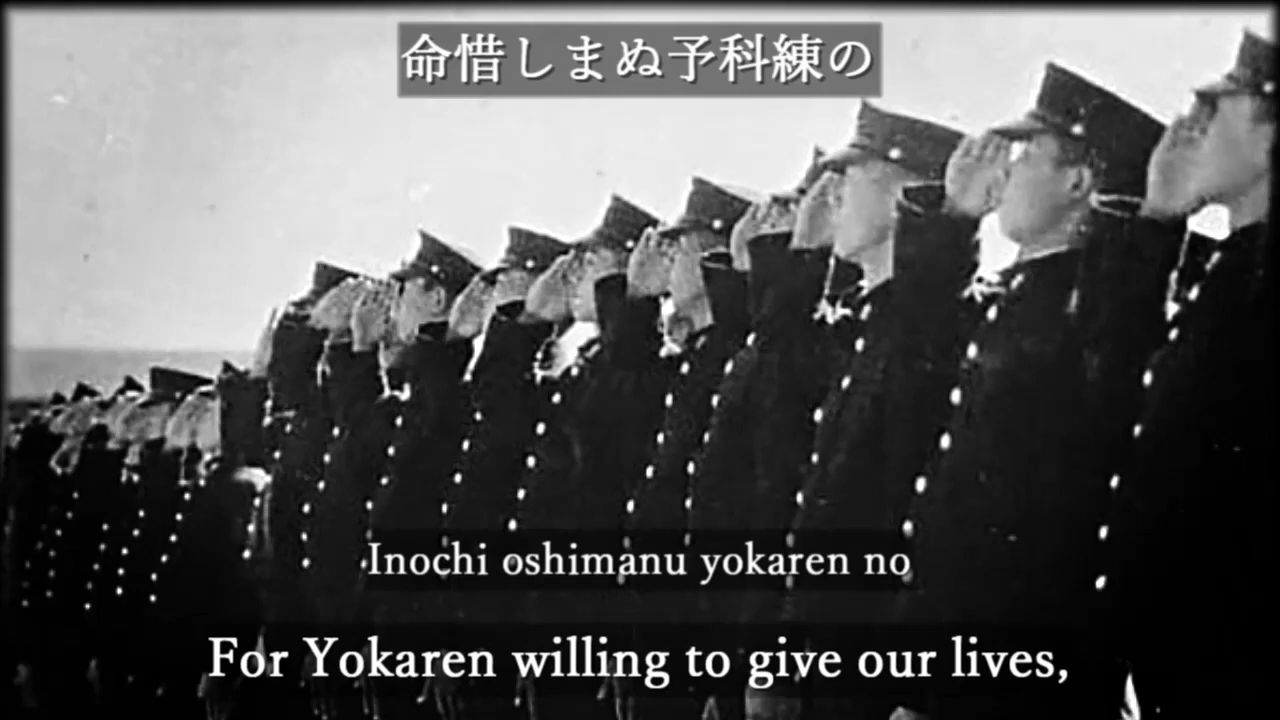 命惜しまぬ予科練の
Inochi oshimanu yokaren no
For Yokaren willing to give our lives,